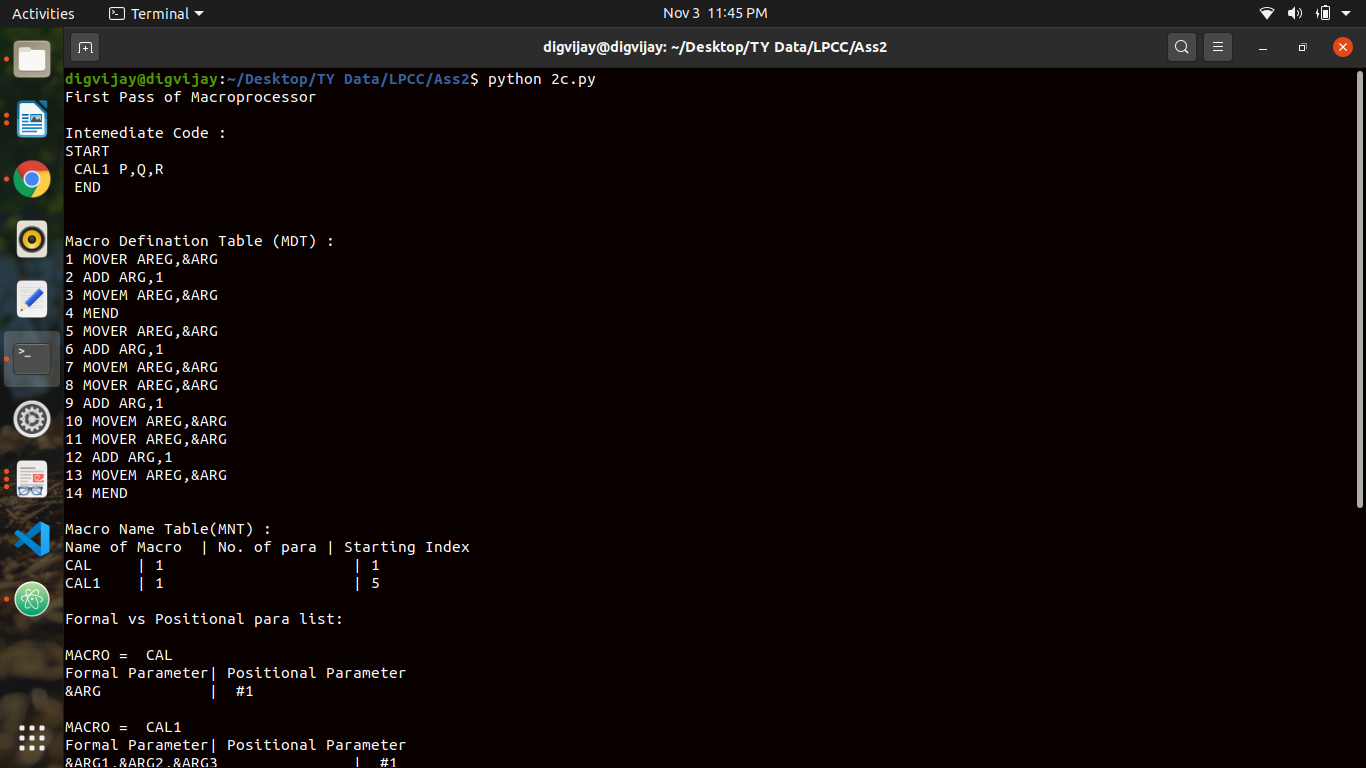 Activities Terminal Nov 3 11:45 PM
digvijay@digvijay: ~/Desktop/TY Data/LPCC/Ass2
digvijay@digvijay:~/Desktop/TY Data/LPCC/Ass2$ python 2c.py
First Pass of Macroprocessor
Intemediate Code :
START
CAL1 P,Q,R
END
Macro Defination Table (MDT) :
1 MOVER AREG,&ARG
2 ADD ARG,1
3 MOVEM AREG,&ARG
4 MEND
5 MOVER AREG,&ARG
6 ADD ARG,1
7 MOVEM AREG,&ARG
8 MOVER AREG,&ARG
9 ADD ARG,1
10 MOVEM AREG,&ARG
11 MOVER AREG,&ARG
12 ADD ARG,1
13 MOVEM AREG,&ARG
14 MEND
Macro Name Table(MNT) :
Name of Macro | No. of para | Starting Index
CAL | 1 | 1
CAL1 | 1 | 5
Formal vs Positional para list:
MACRO = CAL
Formal Parameter| Positional Parameter
&ARG | #1
MACRO = CAL1
Formal Parameter| Positional Parameter
&ARG1,&ARG2,&ARG3 | #1